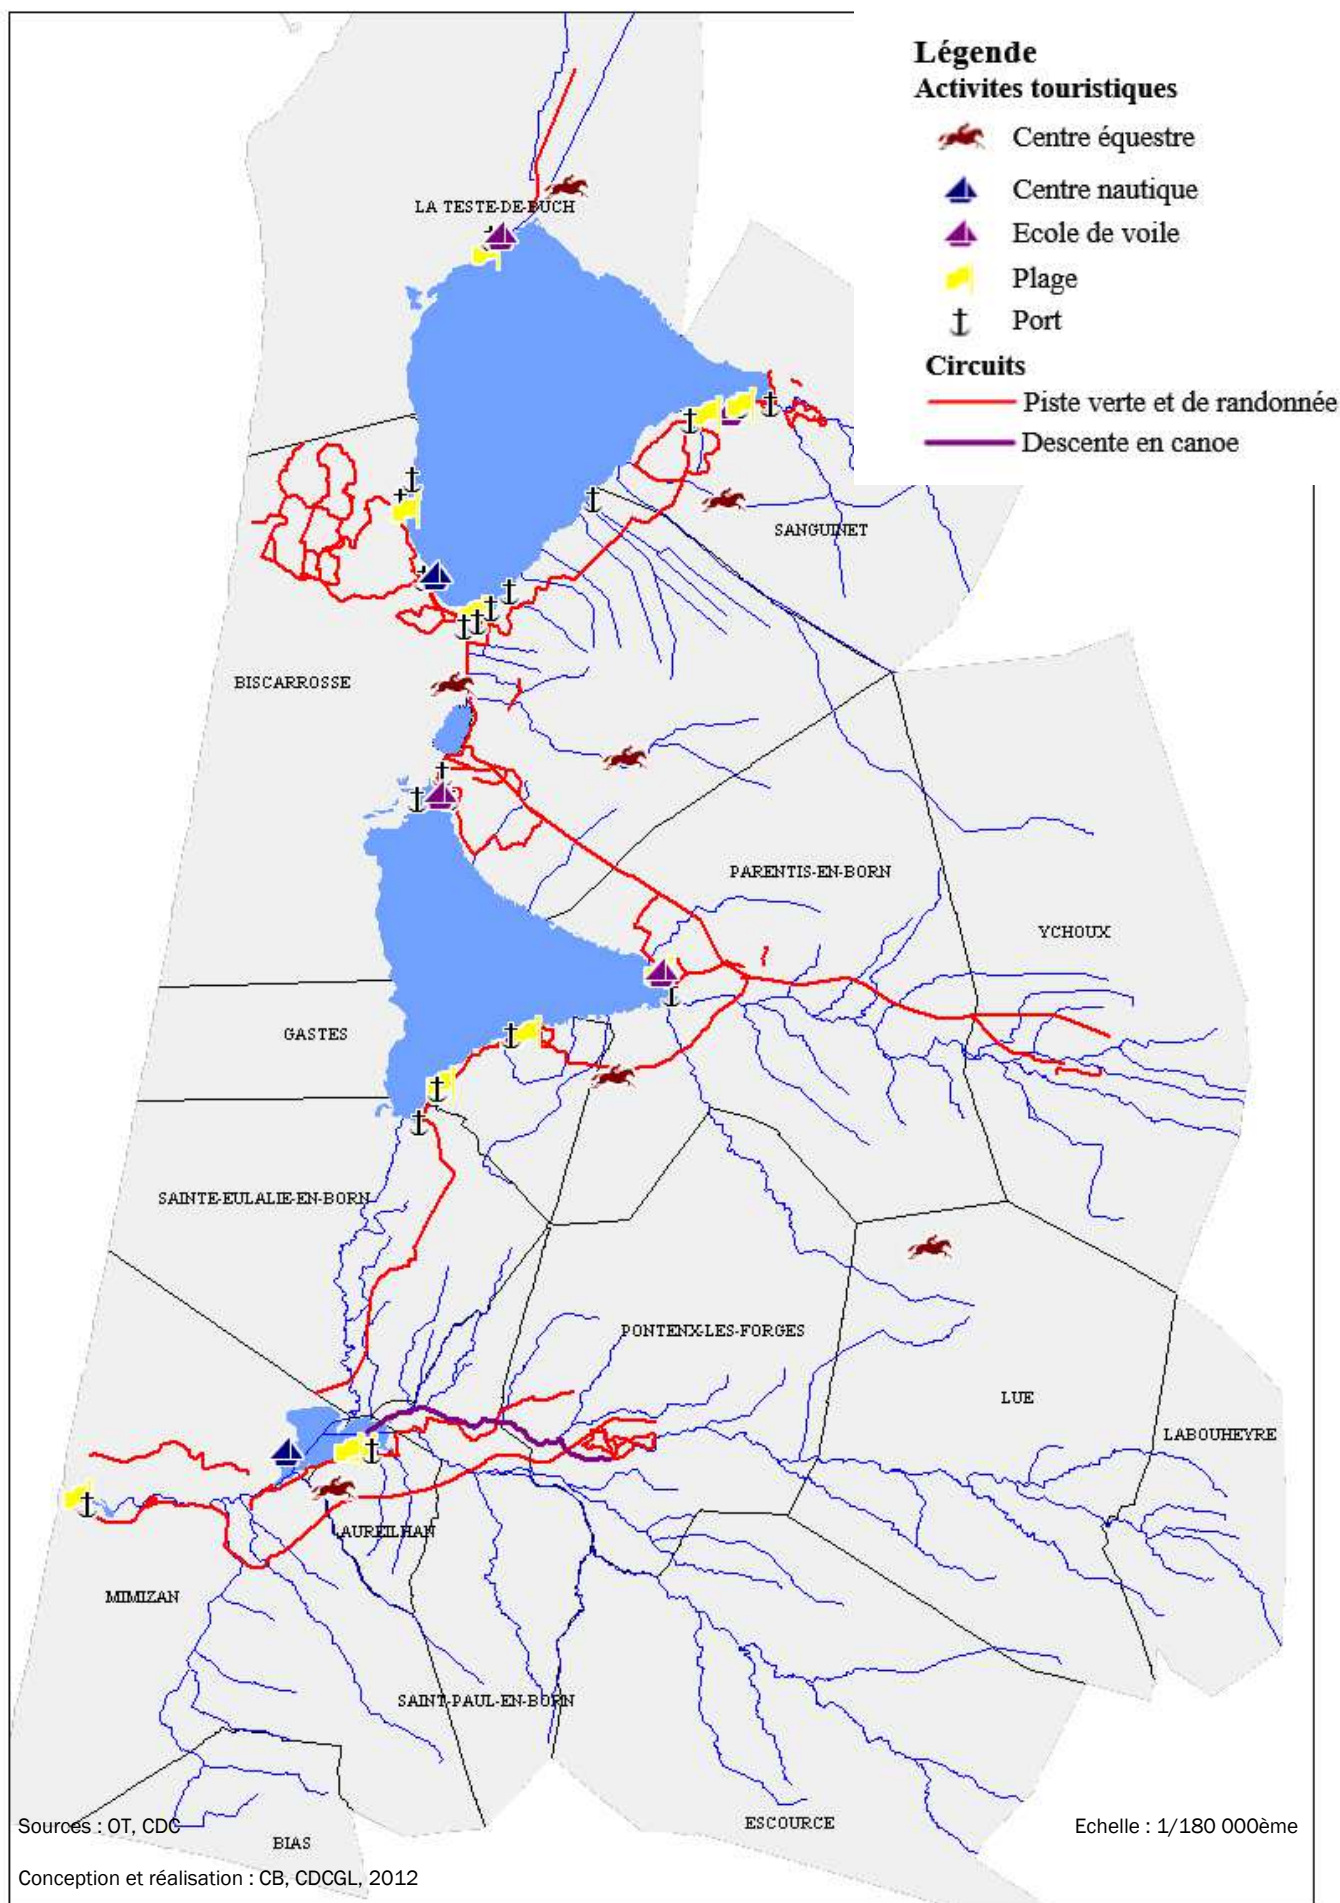 Légende
Activites touristiques
Centre équestre
Centre nautique
Ecole de voile
Plage
Port
Circuits
Piste verte et de randonnée
Descente en canoe
LA TESTE-DE-BUCH
SANGUINET
BISCARROSSE
PARENTIS-EN-BORN
YCHOUX
GASTES
SAINTE-EULALIE-EN-BORN
PONTENX-LES-FORGES
LUE
LABOUHEYRE
AUREILHAN
MIMIZAN
SAINT-PAUL-EN-BORN
ESCOURCE
BIAS
Sources : OT, CDC
Echelle : 1/180 000ème
Conception et réalisation : CB, CDCGL, 2012